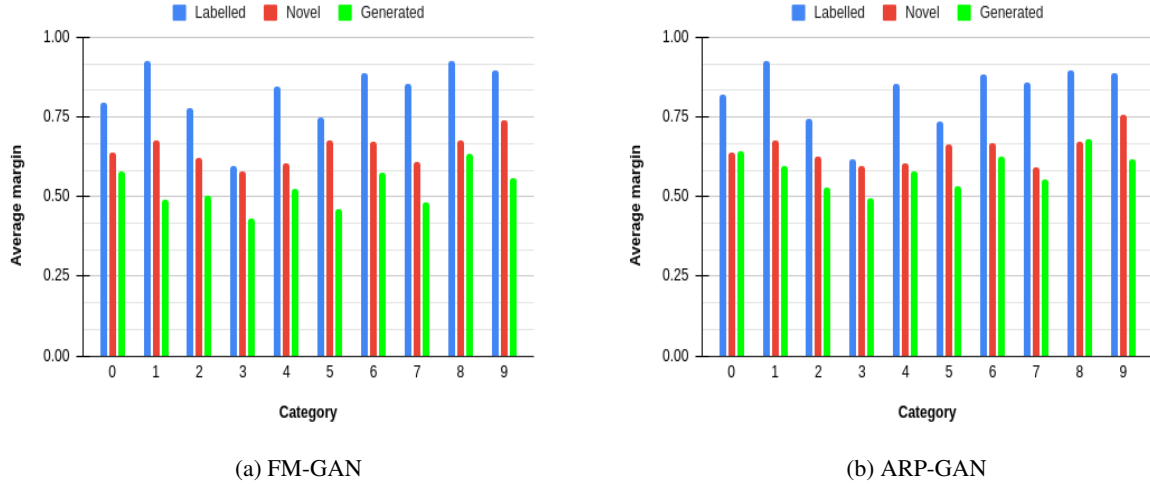 Labelled Novel Generated
1.00
0.75
0.50
0.25
0.00
Average margin
0 1 2 3 4 5 6 7 8 9
Category
(a) FM-GAN
Labelled Novel Generated
1.00
0.75
0.50
0.25
0.00
Average margin
0 1 2 3 4 5 6 7 8 9
Category
(b) ARP-GAN